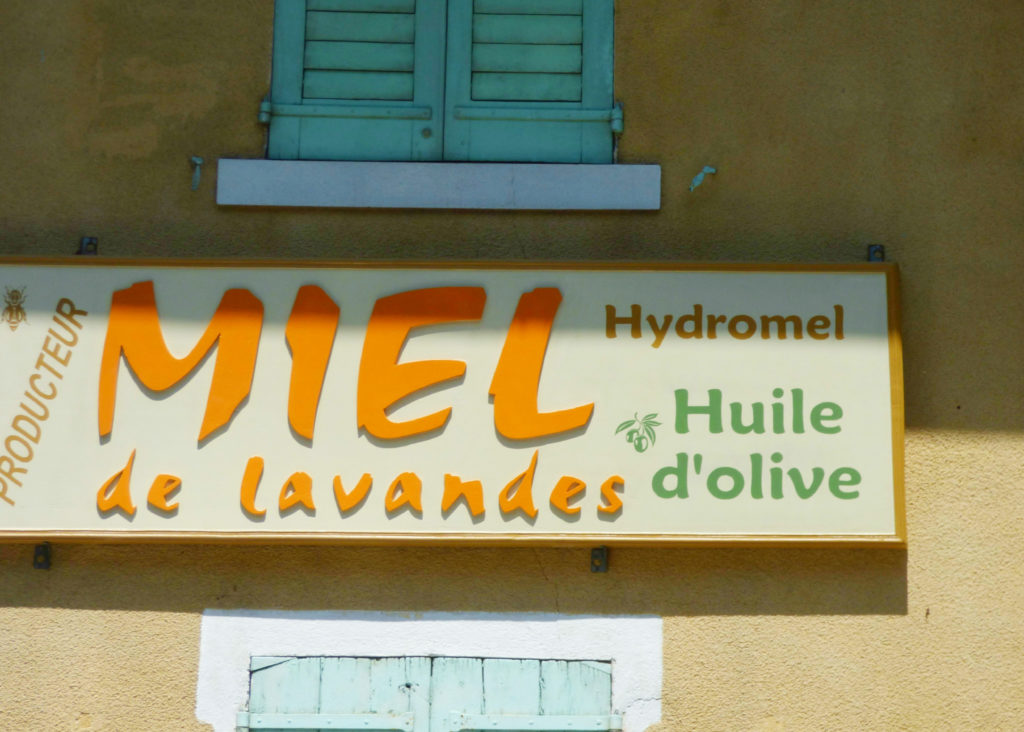 PRODUCTEUR
MIEL
de lavandes
Hydromel
Huile
d'olive